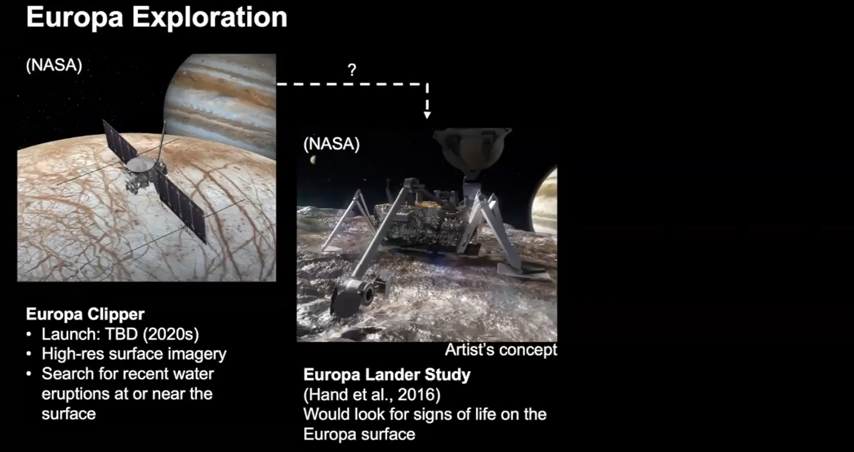 Europa Exploration
(NASA)
?
(NASA)
Artist's concept
Europa Clipper
• Launch: TBD (2020s)
• High-res surface imagery
• Search for recent water
eruptions at or near the
surface
Europa Lander Study
(Hand et al., 2016)
Would look for signs of life on the
Europa surface